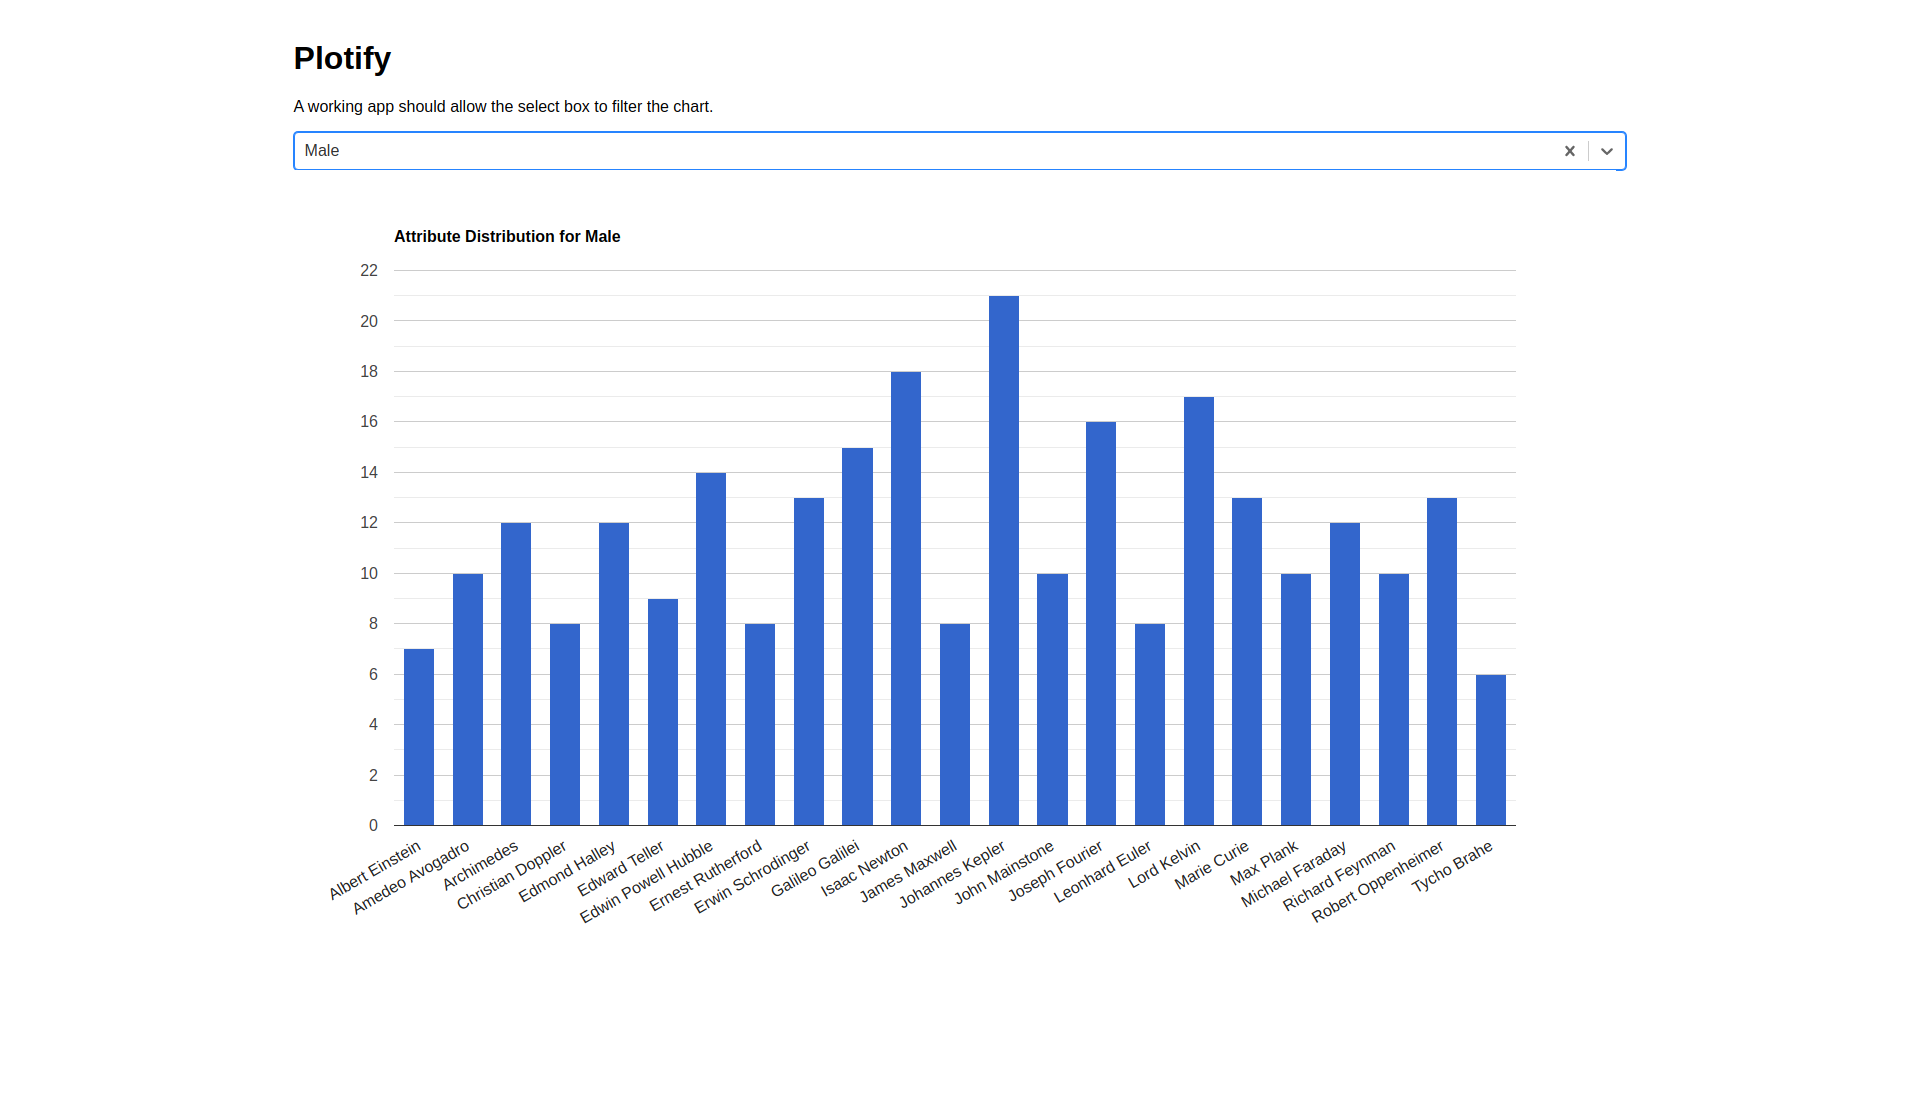 Plotify
A working app should allow the select box to filter the chart.
Male
Attribute Distribution for Male
22
20
18
16
14
12
10
8
6
4
2
0
Albert Einstein
Amedeo Avogadro
Archimedes
Christian Doppler
Edmond Halley
Edward Teller
Edwin Powell Hubble
Ernest Rutherford
Erwin Schrodinger
Galileo Galilei
Isaac Newton
James Maxwell
Johannes Kepler
John Mainstone
Joseph Fourier
Leonhard Euler
Lord Kelvin
Marie Curie
Max Plank
Michael Faraday
Richard Feynman
Robert Oppenheimer
Tycho Brahe